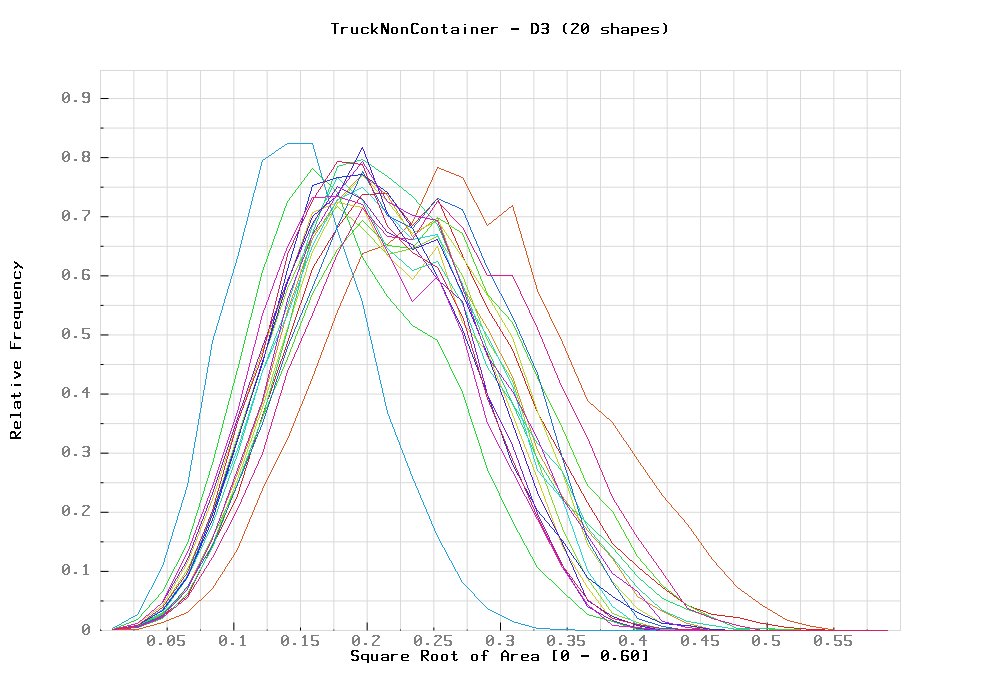 TruckNonContainer - D3 (20 shapes)
0.9
0.8
0.7
0.6
0.5
0.4
0.3
0.2
0.1
0
Relative Frequency
0.05 0.1 0.15 0.2 0.25 0.3 0.35 0.4 0.45 0.5 0.55
Square Root of Area [0 - 0.60]